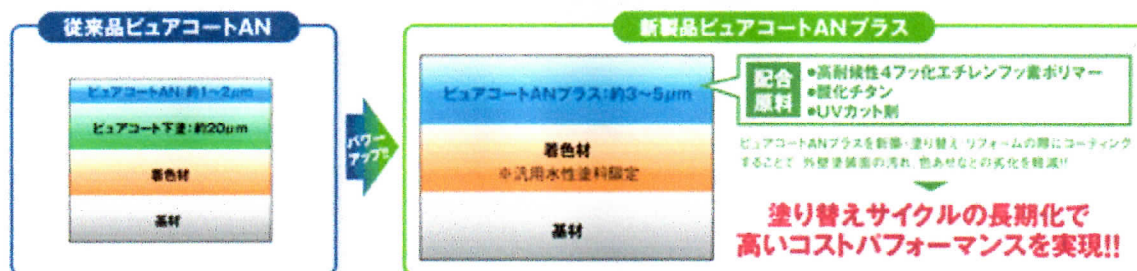 従来品ピュアコートAN
ピュアコートAN:約1~2μm
ピュアコート下塗:約20μm
着色材
基材
パワー
アップ!!
新製品ピュアコートANプラス
ピュアコートANプラス:約3~5μm
着色材
※汎用水性塗料限定
基材
配合
原料
●高耐候性4フッ化エチレンフッ素ポリマー
●酸化チタン
●UVカット剤
ピュアコートANプラスを新築・塗り替え・リフォームの際にコーティング
することで、外壁塗装面の汚れ、色あせなどの劣化を軽減!!
塗り替えサイクルの長期化で
高いコストパフォーマンスを実現!!